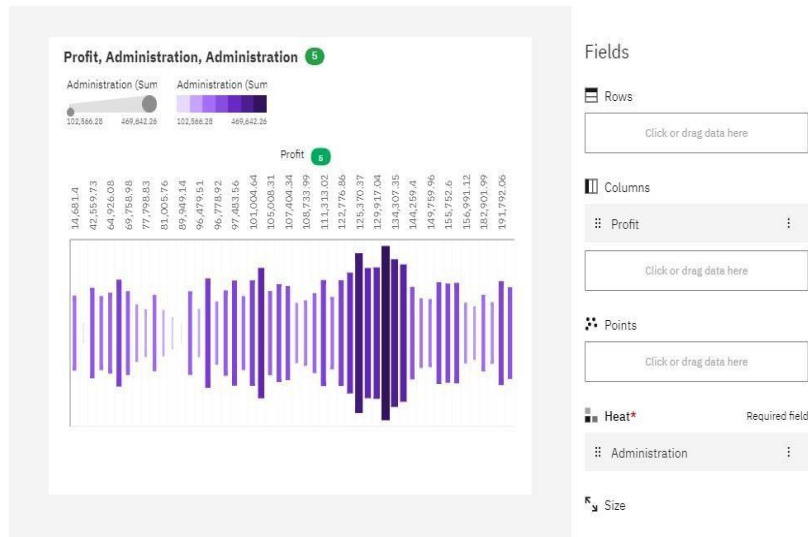 Profit, Administration, Administration 5
Administration (Sum
Administration (Sum
102,566.28 469,642.26
102,566.28 469,642.26
Profit 5
14,681.4
42,559.73
64,926.08
69,758.98
77,798.83
81,005.76
89,949.14
96,479.51
96,778.92
97,483.56
101,004.64
105,008.31
107,404.34
108,733.99
111,313.02
122,776.86
125,370.37
129,917.04
134,307.35
144,259.4
149,759.96
155,752.6
156,991.12
182,901.99
191,792.06
Fields
Rows
Click or drag data here
Columns
Profit
Click or drag data here
Points
Click or drag data here
Heat* Required field
Administration
Size